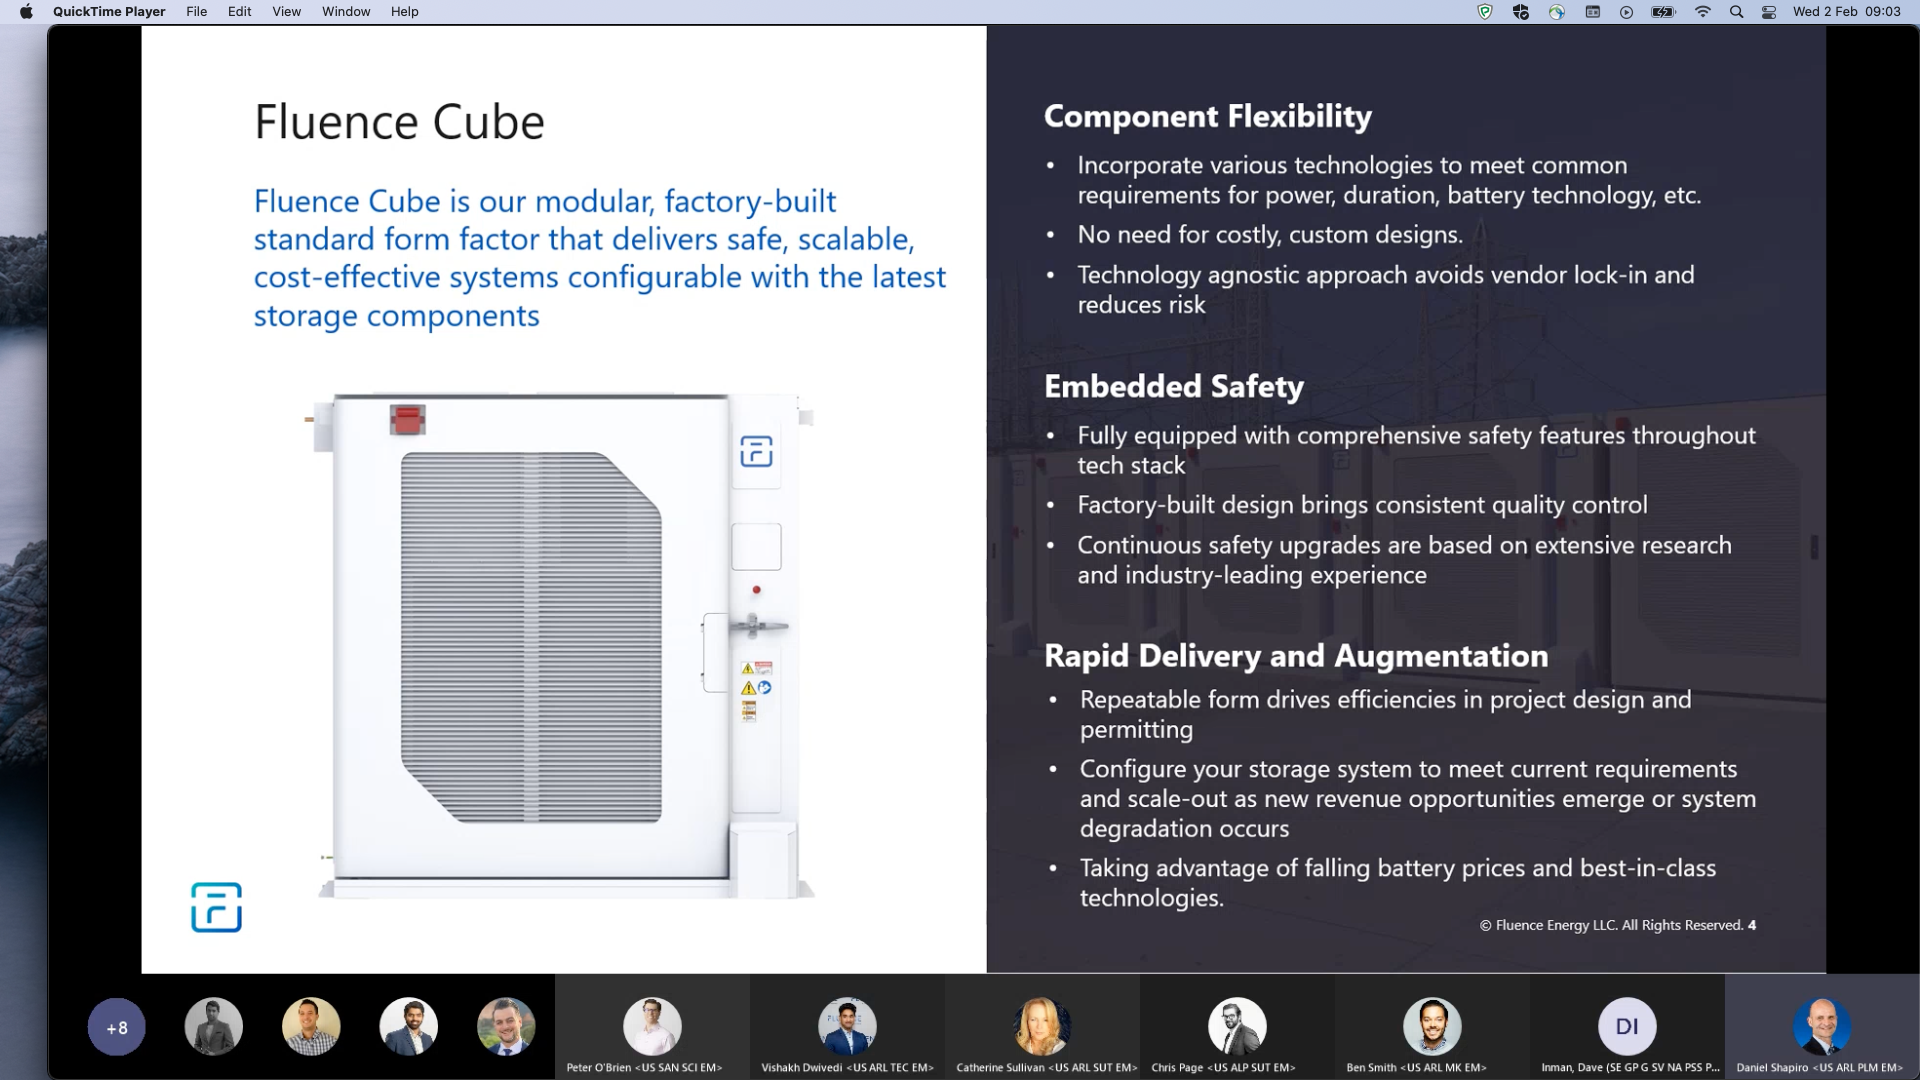 QuickTime Player File Edit View Window Help
Wed 2 Feb 09:03
Fluence Cube
Fluence Cube is our modular, factory-built
standard form factor that delivers safe, scalable,
cost-effective systems configurable with the latest
storage components
Component Flexibility
• Incorporate various technologies to meet common
requirements for power, duration, battery technology, etc.
• No need for costly, custom designs.
• Technology agnostic approach avoids vendor lock-in and
reduces risk
Embedded Safety
• Fully equipped with comprehensive safety features throughout
tech stack
• Factory-built design brings consistent quality control
• Continuous safety upgrades are based on extensive research
and industry-leading experience
Rapid Delivery and Augmentation
• Repeatable form drives efficiencies in project design and
permitting
• Configure your storage system to meet current requirements
and scale-out as new revenue opportunities emerge or system
degradation occurs
• Taking advantage of falling battery prices and best-in-class
technologies.
© Fluence Energy LLC. All Rights Reserved. 4
+8
DI
Peter O'Brien <US SAN SCI EM>
Vishakh Dwivedi <US ARL TEC EM>
Catherine Sullivan <US ARL SUT EM>
Chris Page <US ALP SUT EM>
Ben Smith <US ARL MK EM>
Inman, Dave (SE GP G SV NA PSS P...
Daniel Shapiro <US ARL PLM EM>